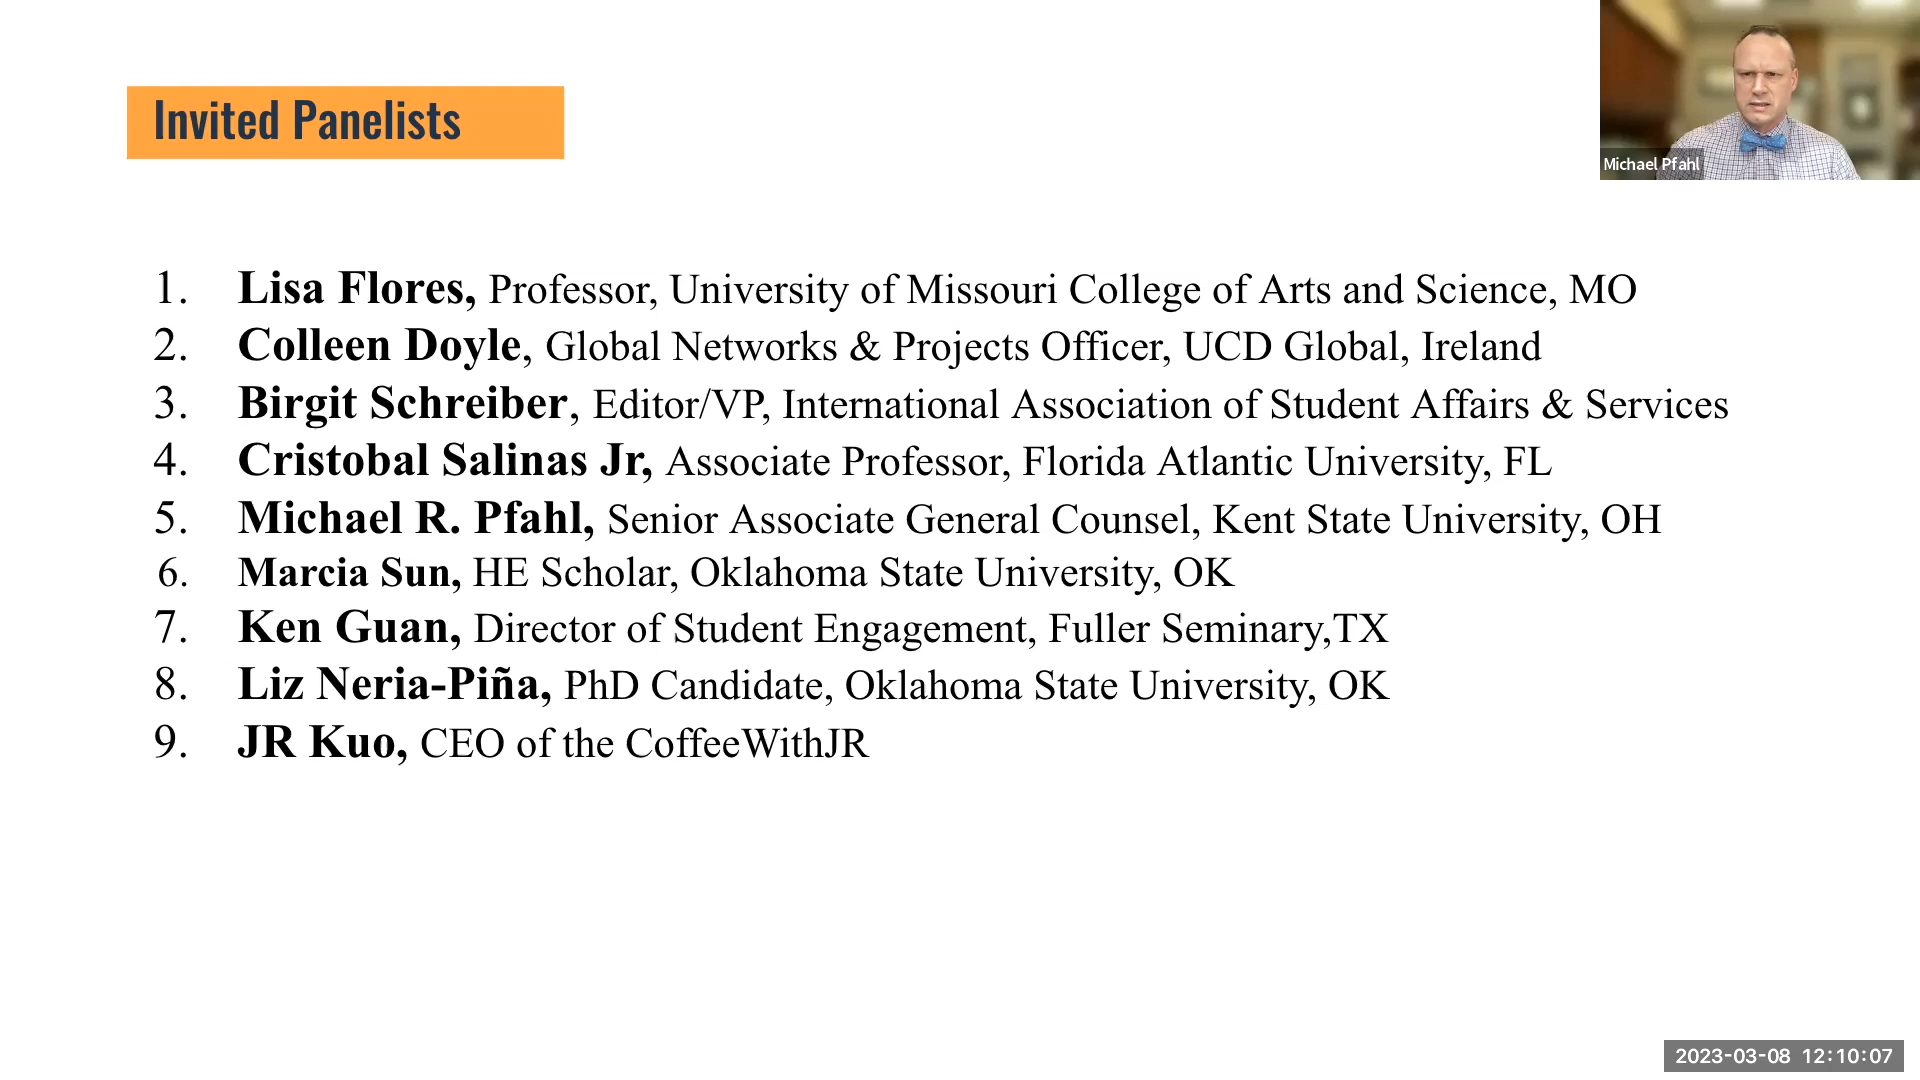 Invited Panelists
Michael Pfahl
1. Lisa Flores, Professor, University of Missouri College of Arts and Science, MO
2. Colleen Doyle, Global Networks & Projects Officer, UCD Global, Ireland
3. Birgit Schreiber, Editor/VP, International Association of Student Affairs & Services
4. Cristobal Salinas Jr, Associate Professor, Florida Atlantic University, FL
5. Michael R. Pfahl, Senior Associate General Counsel, Kent State University, OH
6. Marcia Sun, HE Scholar, Oklahoma State University, OK
7. Ken Guan, Director of Student Engagement, Fuller Seminary,TX
8. Liz Neria-Piña, PhD Candidate, Oklahoma State University, OK
9. JR Kuo, CEO of the CoffeeWithJR
2023-03-08 12:10:07